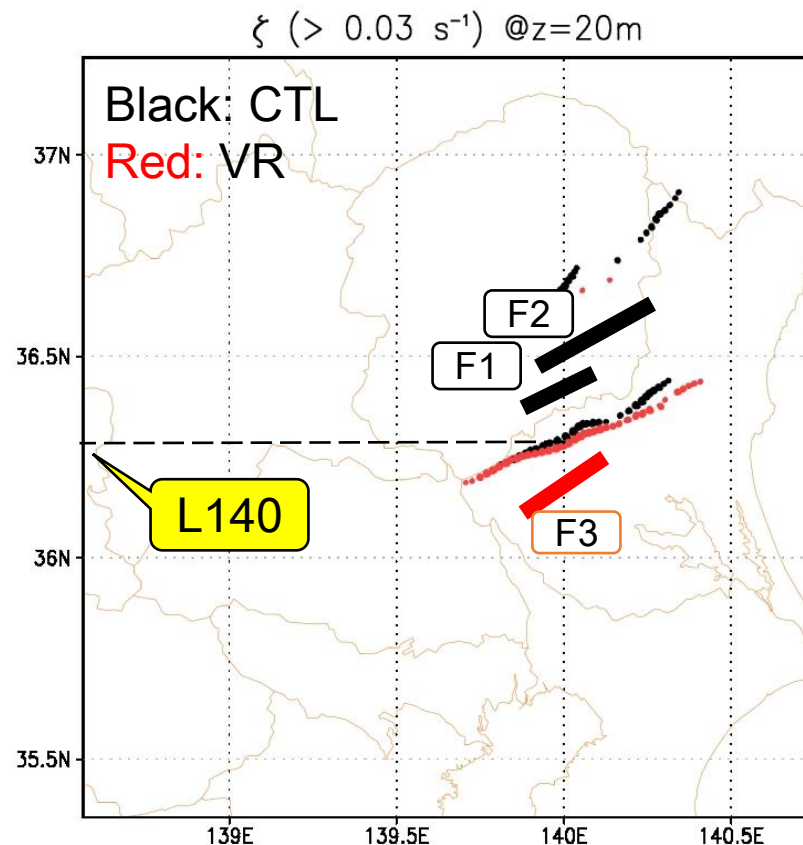 ζ (> 0.03 s⁻¹) @z=20m
Black: CTL
Red: VR
37N
F2
36.5N
F1
L140
F3
36N
35.5N
139E
139.5E
140E
140.5E